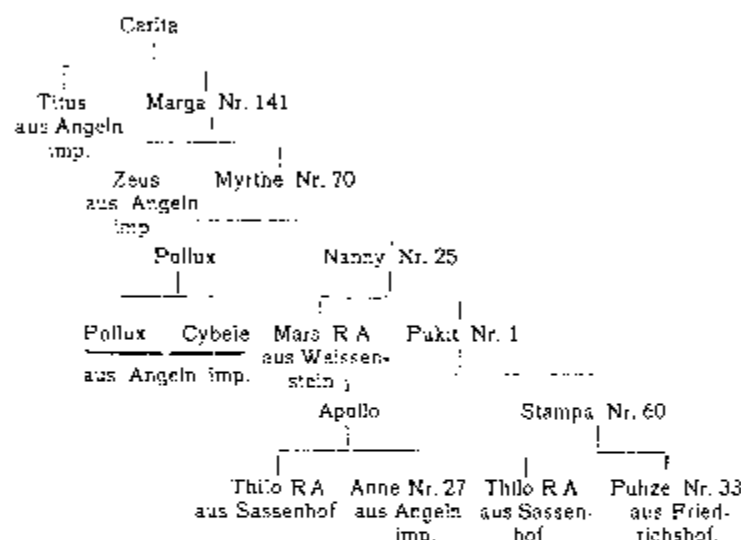 Carita
Titus Marga Nr. 141
aus Angeln
imp.
Zeus Myrthe Nr. 70
aus Angeln
imp
Pollux Nanny Nr. 25
Pollux Cybele Mars R A Pukit Nr. 1
aus Weissen-
aus Angeln imp. stein
Apollo Stampa Nr. 60
Thilo R A Anne Nr. 27 Thilo R A Puhze Nr. 33
aus Sassenhof aus Angeln aus Sassen- aus Fried-
imp. hof richshof.